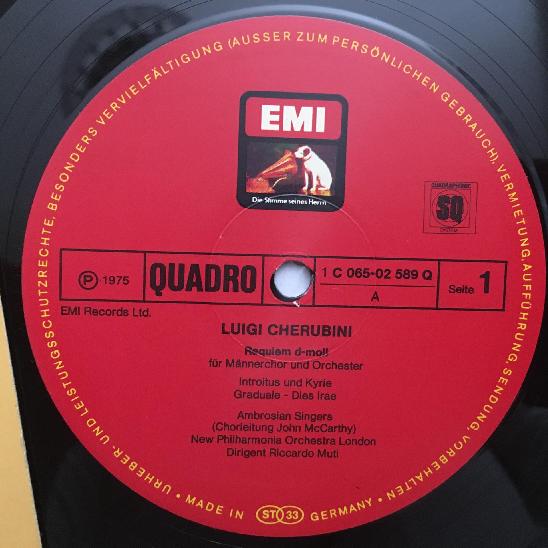 URHEBER- UND LEISTUNGSSCHUTZRECHTE, BESONDERS VERVIELFÄLTIGUNG (AUSSER ZUM PERSÖNLICHEN GEBRAUCH), VERMIETUNG, AUFFÜHRUNG, SENDUNG, VORBEHALTEN
EMI
Die Stimme seines Herrn
QUADRAPHONIC
SQ
SYSTEM
Ⓟ 1975
QUADRO
1 C 065-02 589 Q
A
Seite 1
EMI Records Ltd.
LUIGI CHERUBINI
Requiem d-moll
für Männerchor und Orchester
Introitus und Kyrie
Graduale - Dies Irae
Ambrosian Singers
(Chorleitung John McCarthy)
New Philharmonia Orchestra London
Dirigent Riccardo Muti
• MADE IN ST 33 GERMANY •